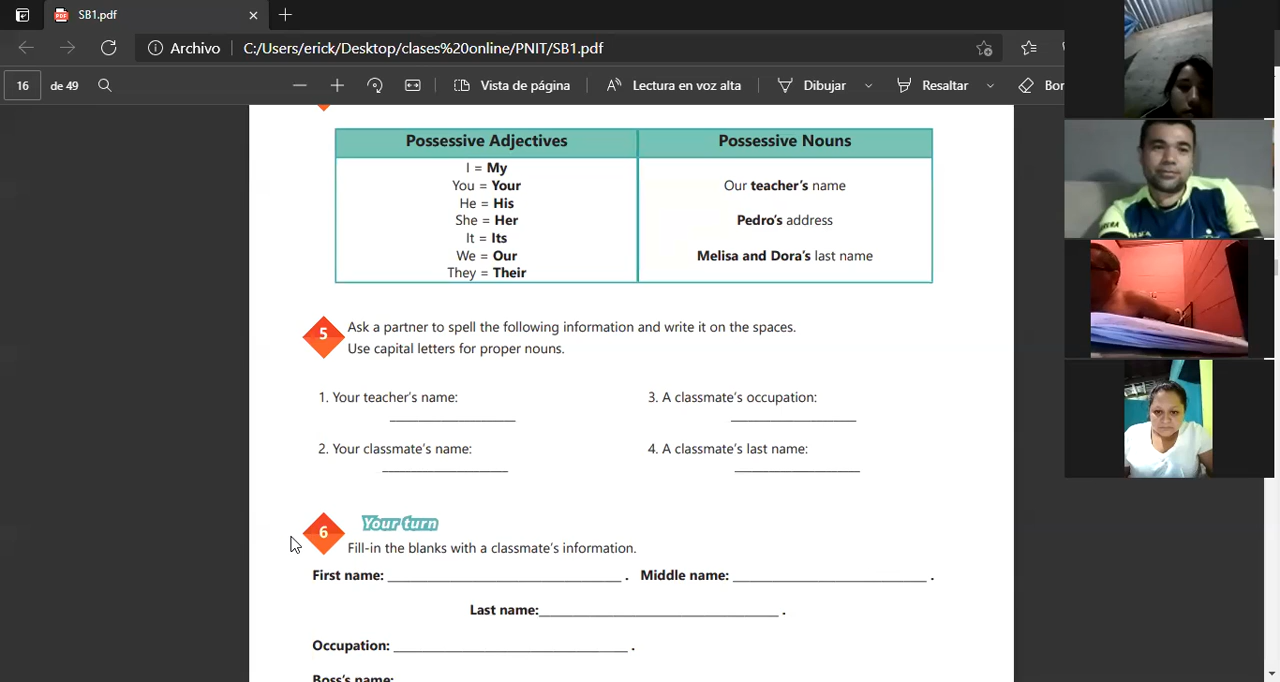 SB1.pdf
Archivo C:/Users/erick/Desktop/clases%20online/PNIT/SB1.pdf
16 de 49 Vista de página Lectura en voz alta Dibujar Resaltar Bor
Possessive Adjectives Possessive Nouns
I = My
You = Your Our teacher's name
He = His
She = Her Pedro's address
It = Its
We = Our Melisa and Dora's last name
They = Their
5 Ask a partner to spell the following information and write it on the spaces.
Use capital letters for proper nouns.
1. Your teacher's name: 3. A classmate's occupation:
2. Your classmate's name: 4. A classmate's last name:
6 Your turn
Fill-in the blanks with a classmate's information.
First name: . Middle name: .
Last name: .
Occupation: .
Boss's name: